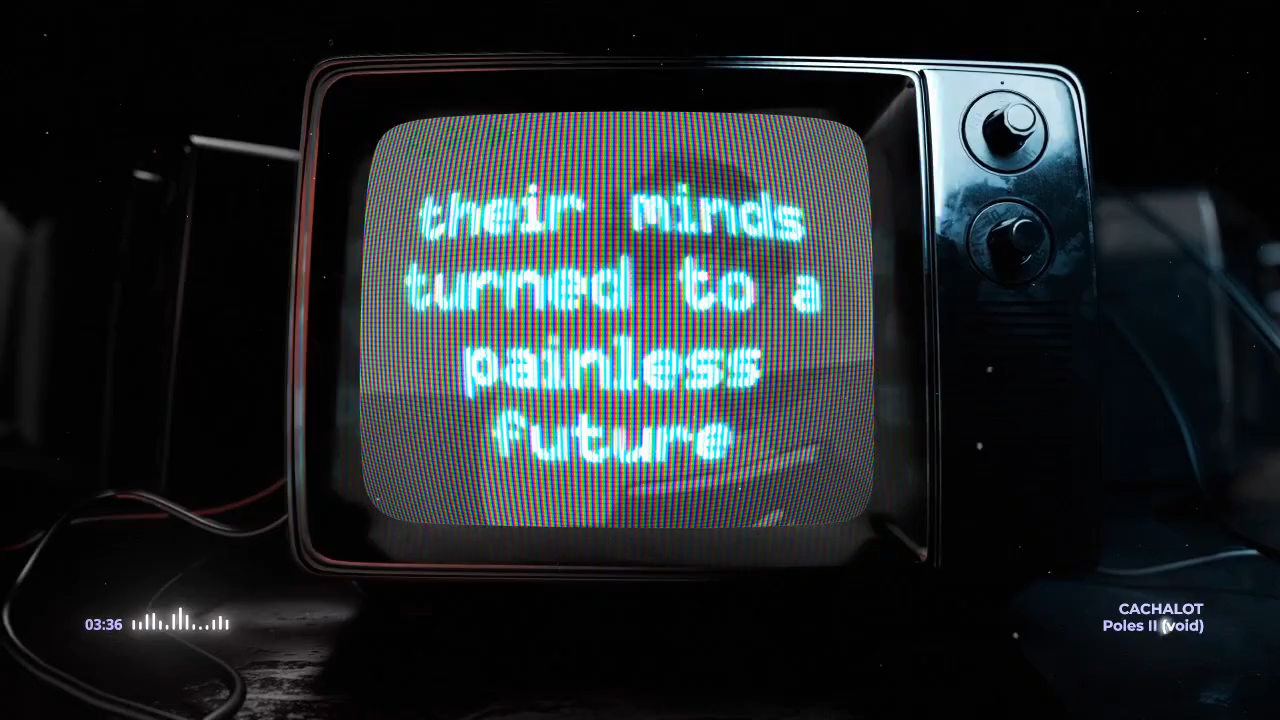 their minds
turned to a
painless
future
03:36
CACHALOT
Poles II (void)